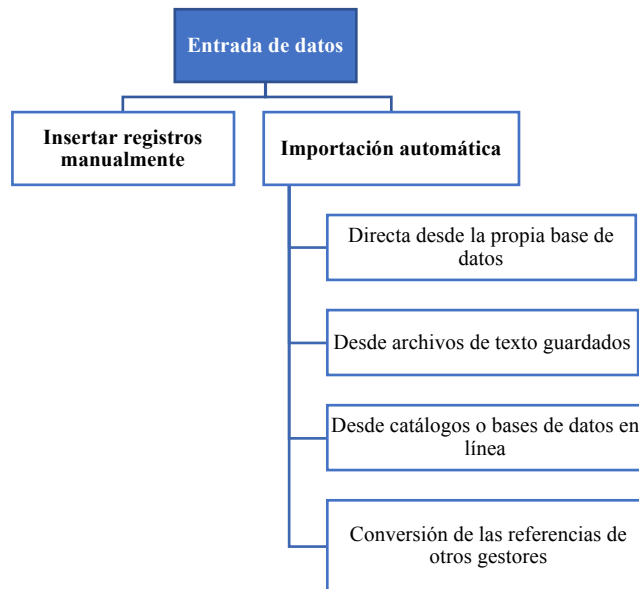 Entrada de datos
Insertar registros
manualmente
Importación automática
Directa desde la propia base de
datos
Desde archivos de texto guardados
Desde catálogos o bases de datos en
línea
Conversión de las referencias de
otros gestores